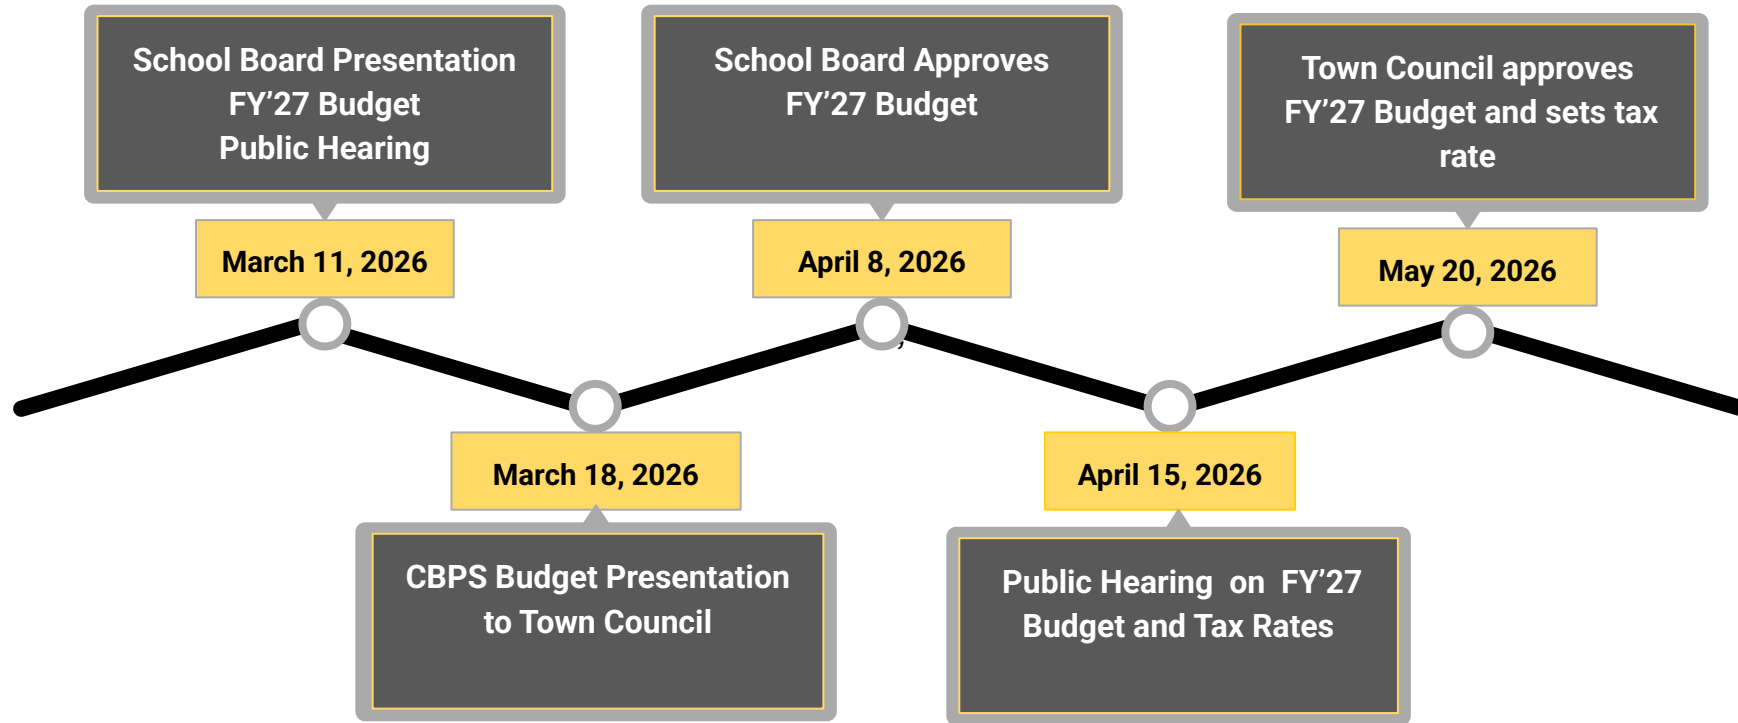 School Board Presentation
FY’27 Budget
Public Hearing
March 11, 2026
CBPS Budget Presentation
to Town Council
March 18, 2026
School Board Approves
FY’27 Budget
April 8, 2026
,
Public Hearing  on  FY’27
Budget and Tax Rates
April 15, 2026
Town Council approves
FY’27 Budget and sets tax
rate
May 20, 2026